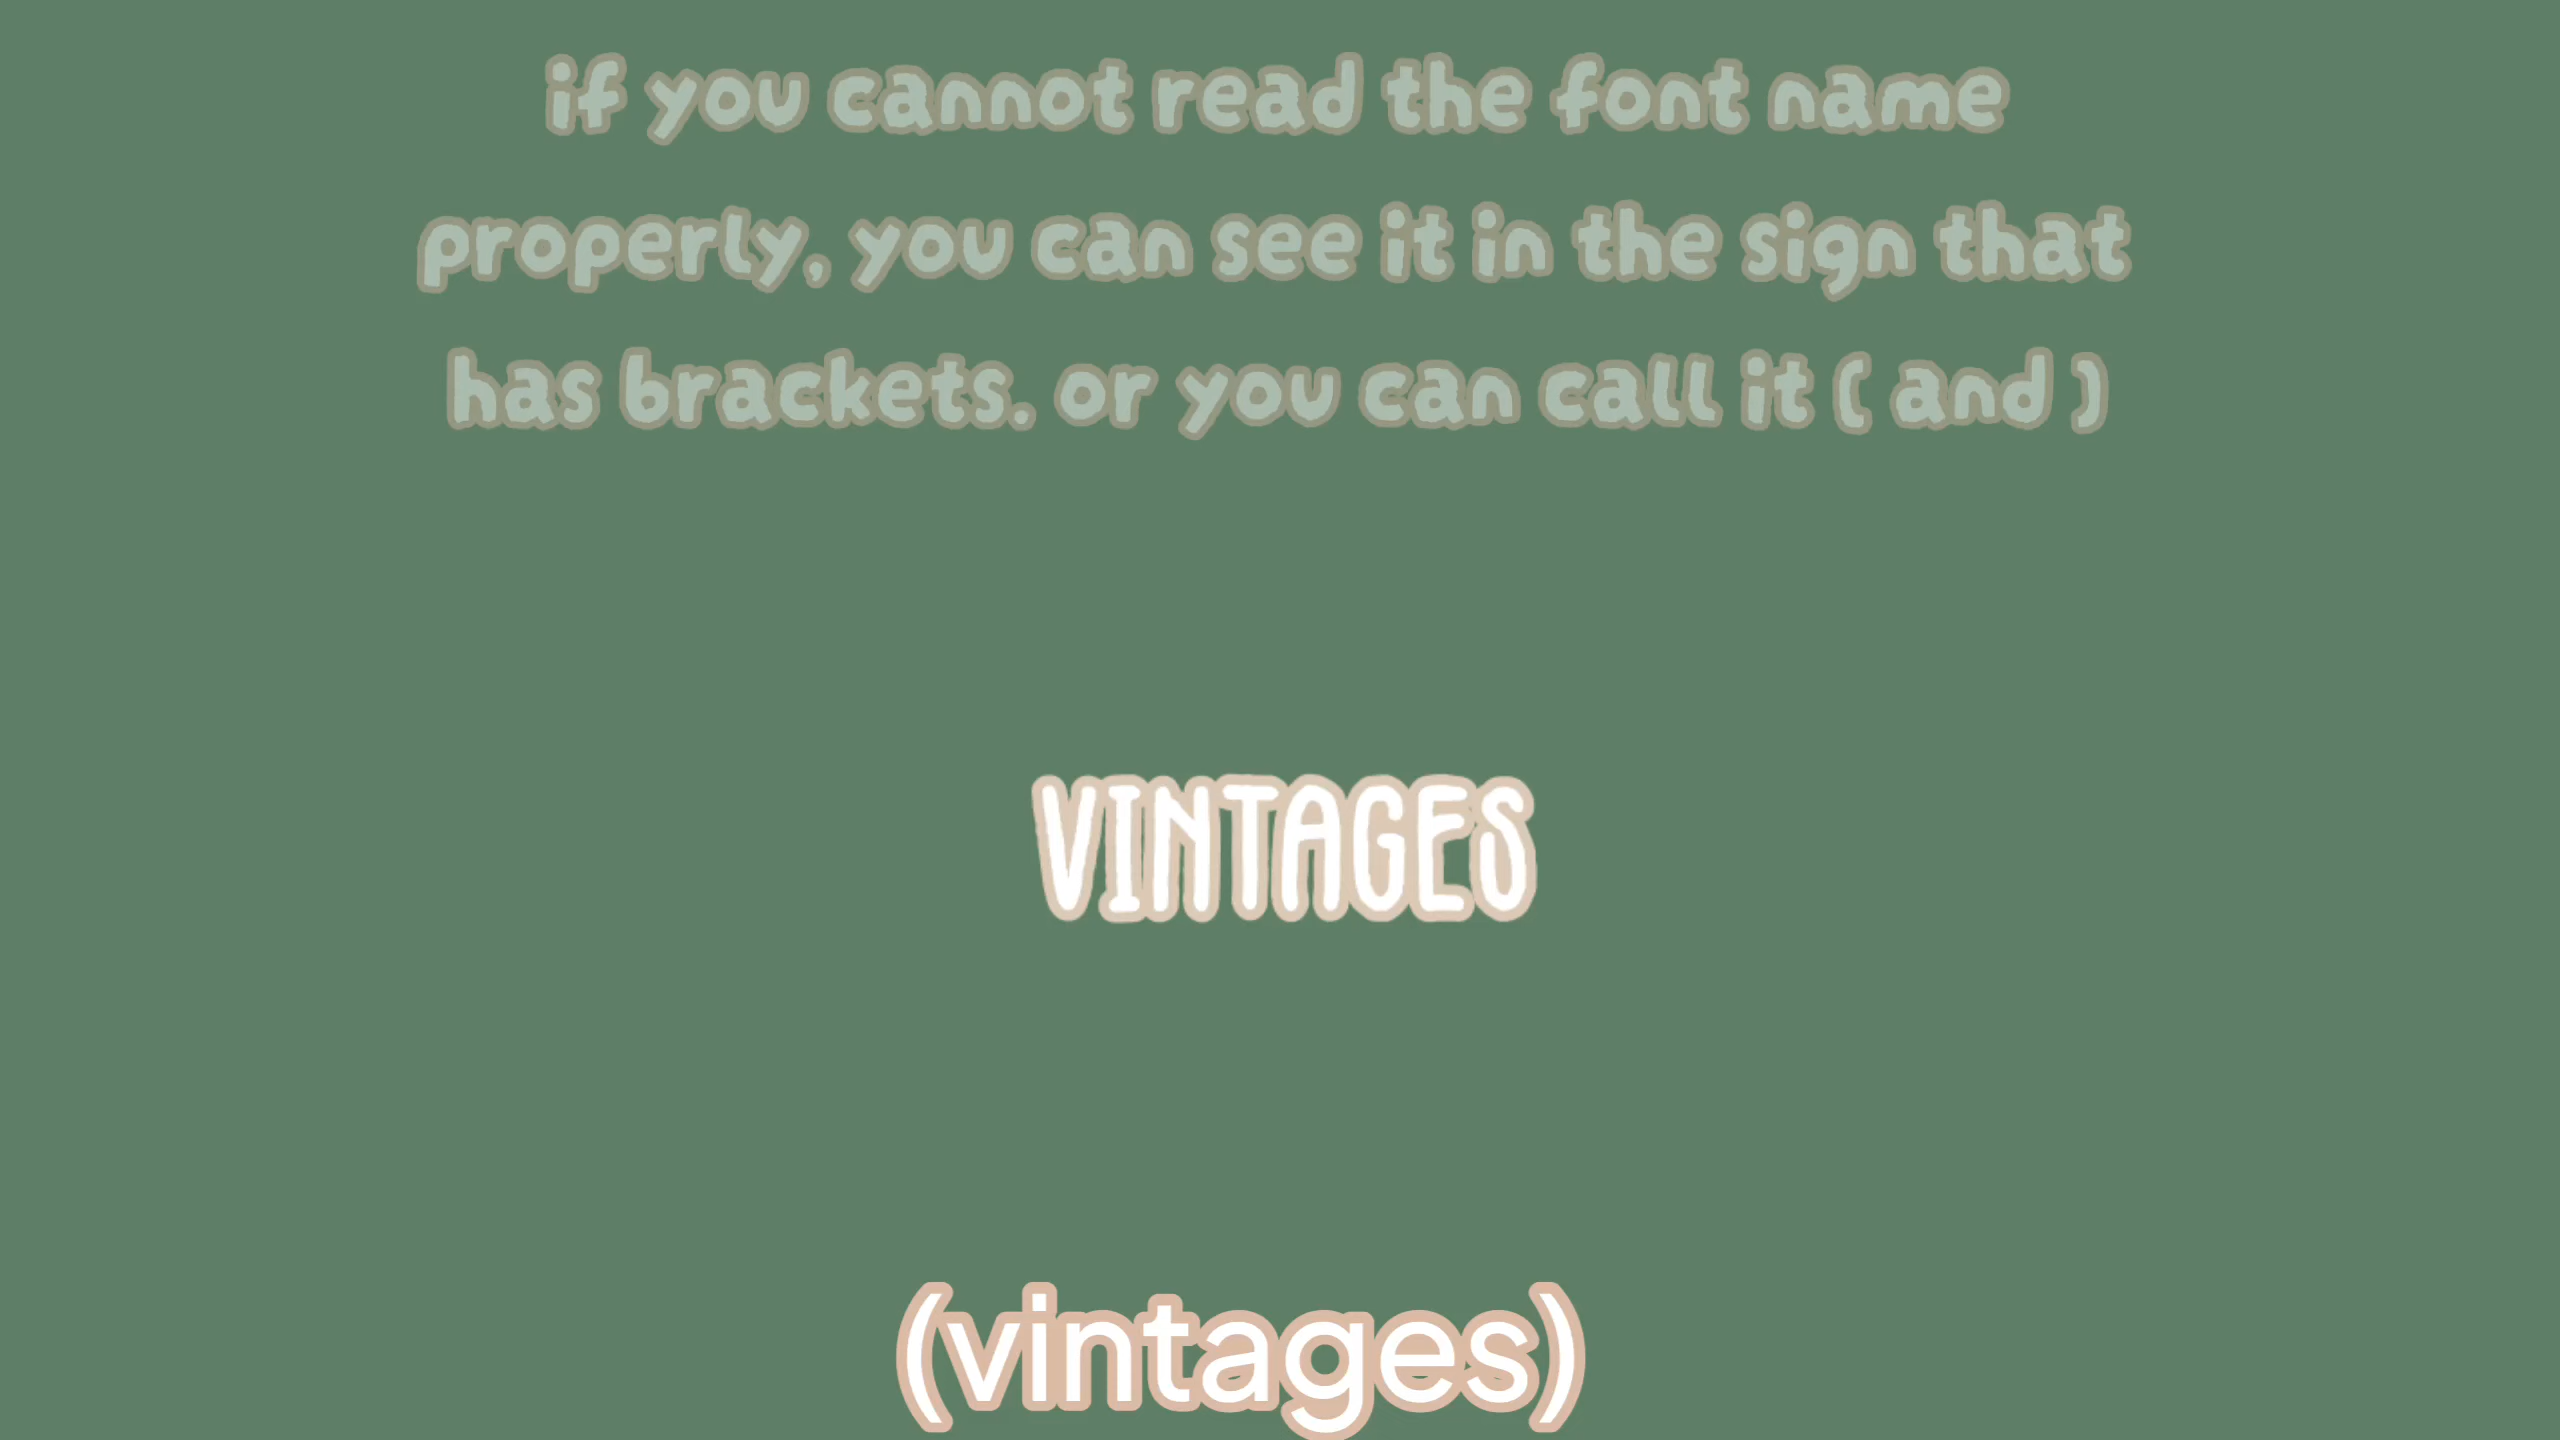 if you cannot read the font name
properly, you can see it in the sign that
has brackets. or you can call it ( and )
VINTAGES
(vintages)